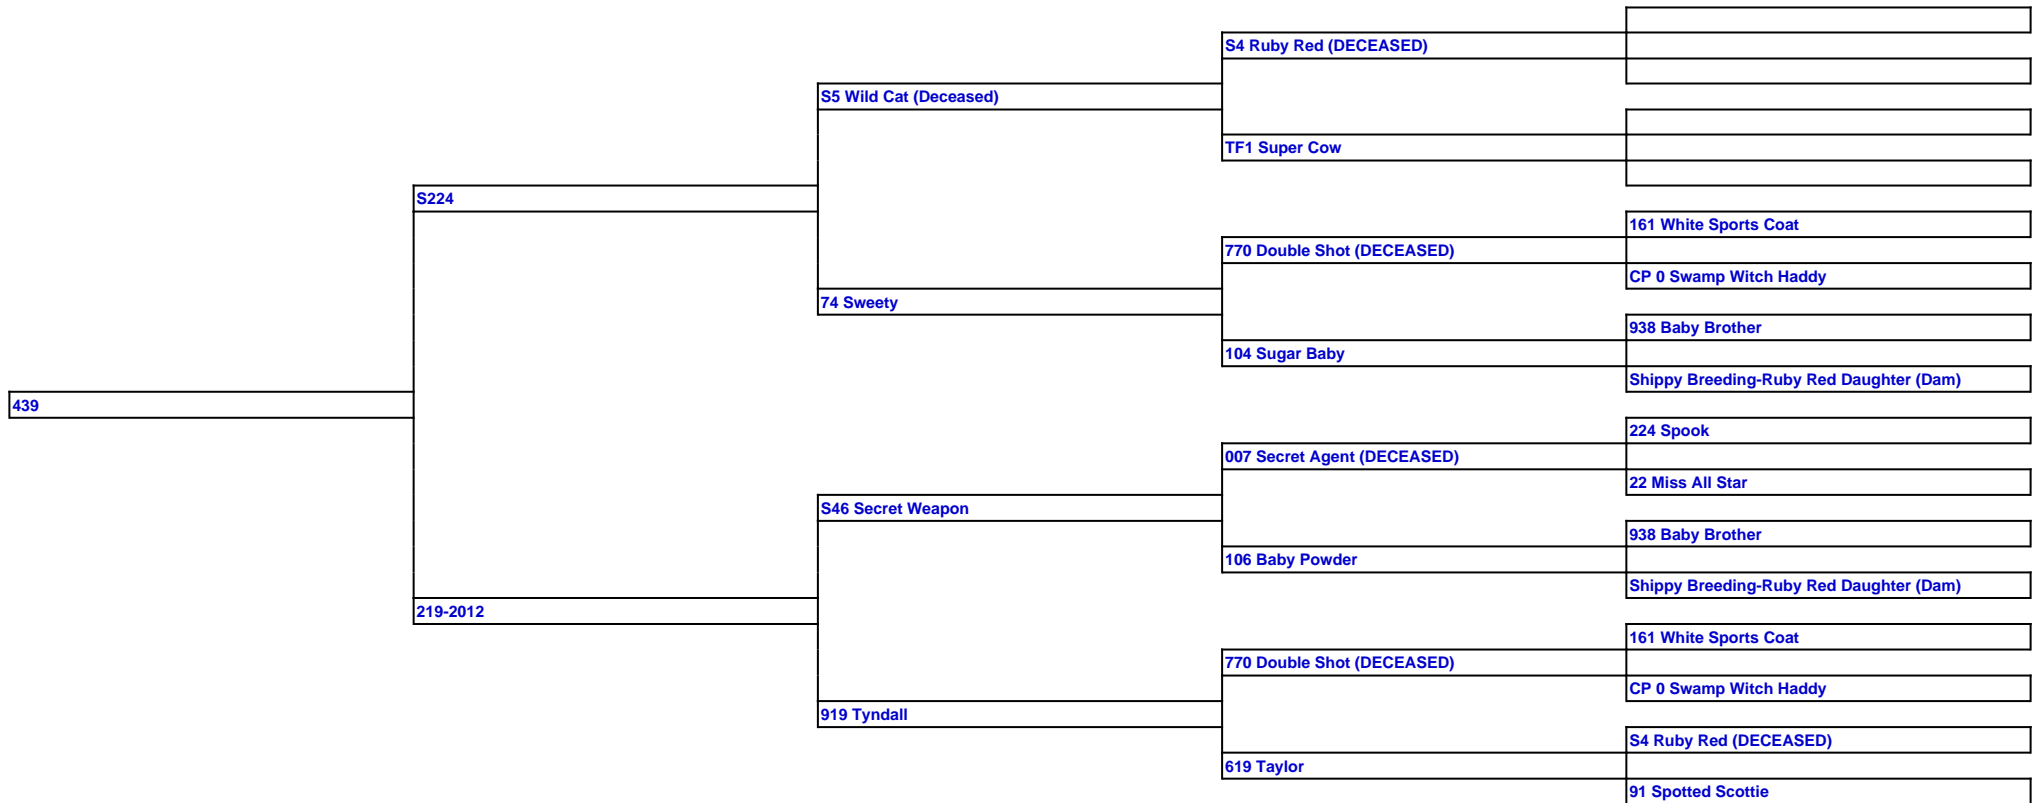 S4 Ruby Red (DECEASED)
S5 Wild Cat (Deceased)
TF1 Super Cow
S224
161 White Sports Coat
770 Double Shot (DECEASED)
CP 0 Swamp Witch Haddy
74 Sweety
938 Baby Brother
104 Sugar Baby
Shippy Breeding-Ruby Red Daughter (Dam)
439
224 Spook
007 Secret Agent (DECEASED)
22 Miss All Star
S46 Secret Weapon
938 Baby Brother
106 Baby Powder
Shippy Breeding-Ruby Red Daughter (Dam)
219-2012
161 White Sports Coat
770 Double Shot (DECEASED)
CP 0 Swamp Witch Haddy
919 Tyndall
S4 Ruby Red (DECEASED)
619 Taylor
91 Spotted Scottie